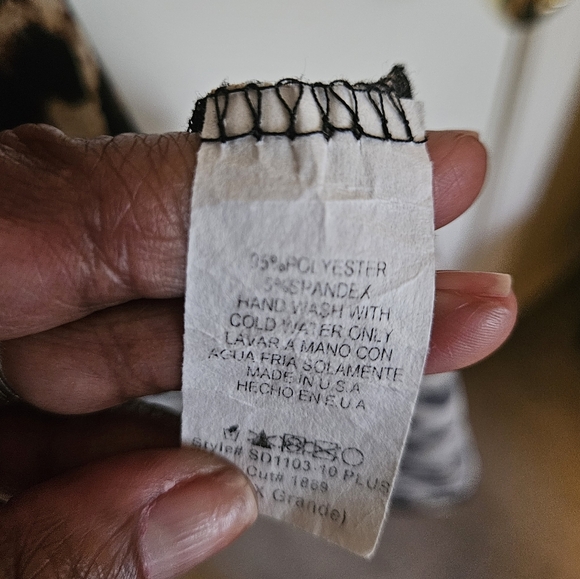 95%POLYESTER
5%SPANDEX
HAND WASH WITH
COLD WATER ONLY
LAVAR A MANO CON
AGUA FRIA SOLAMENTE
MADE IN U.S.A
HECHO EN E.U.A
Style# SD1103-10 PLUS
Cut# 1889
X Grande)